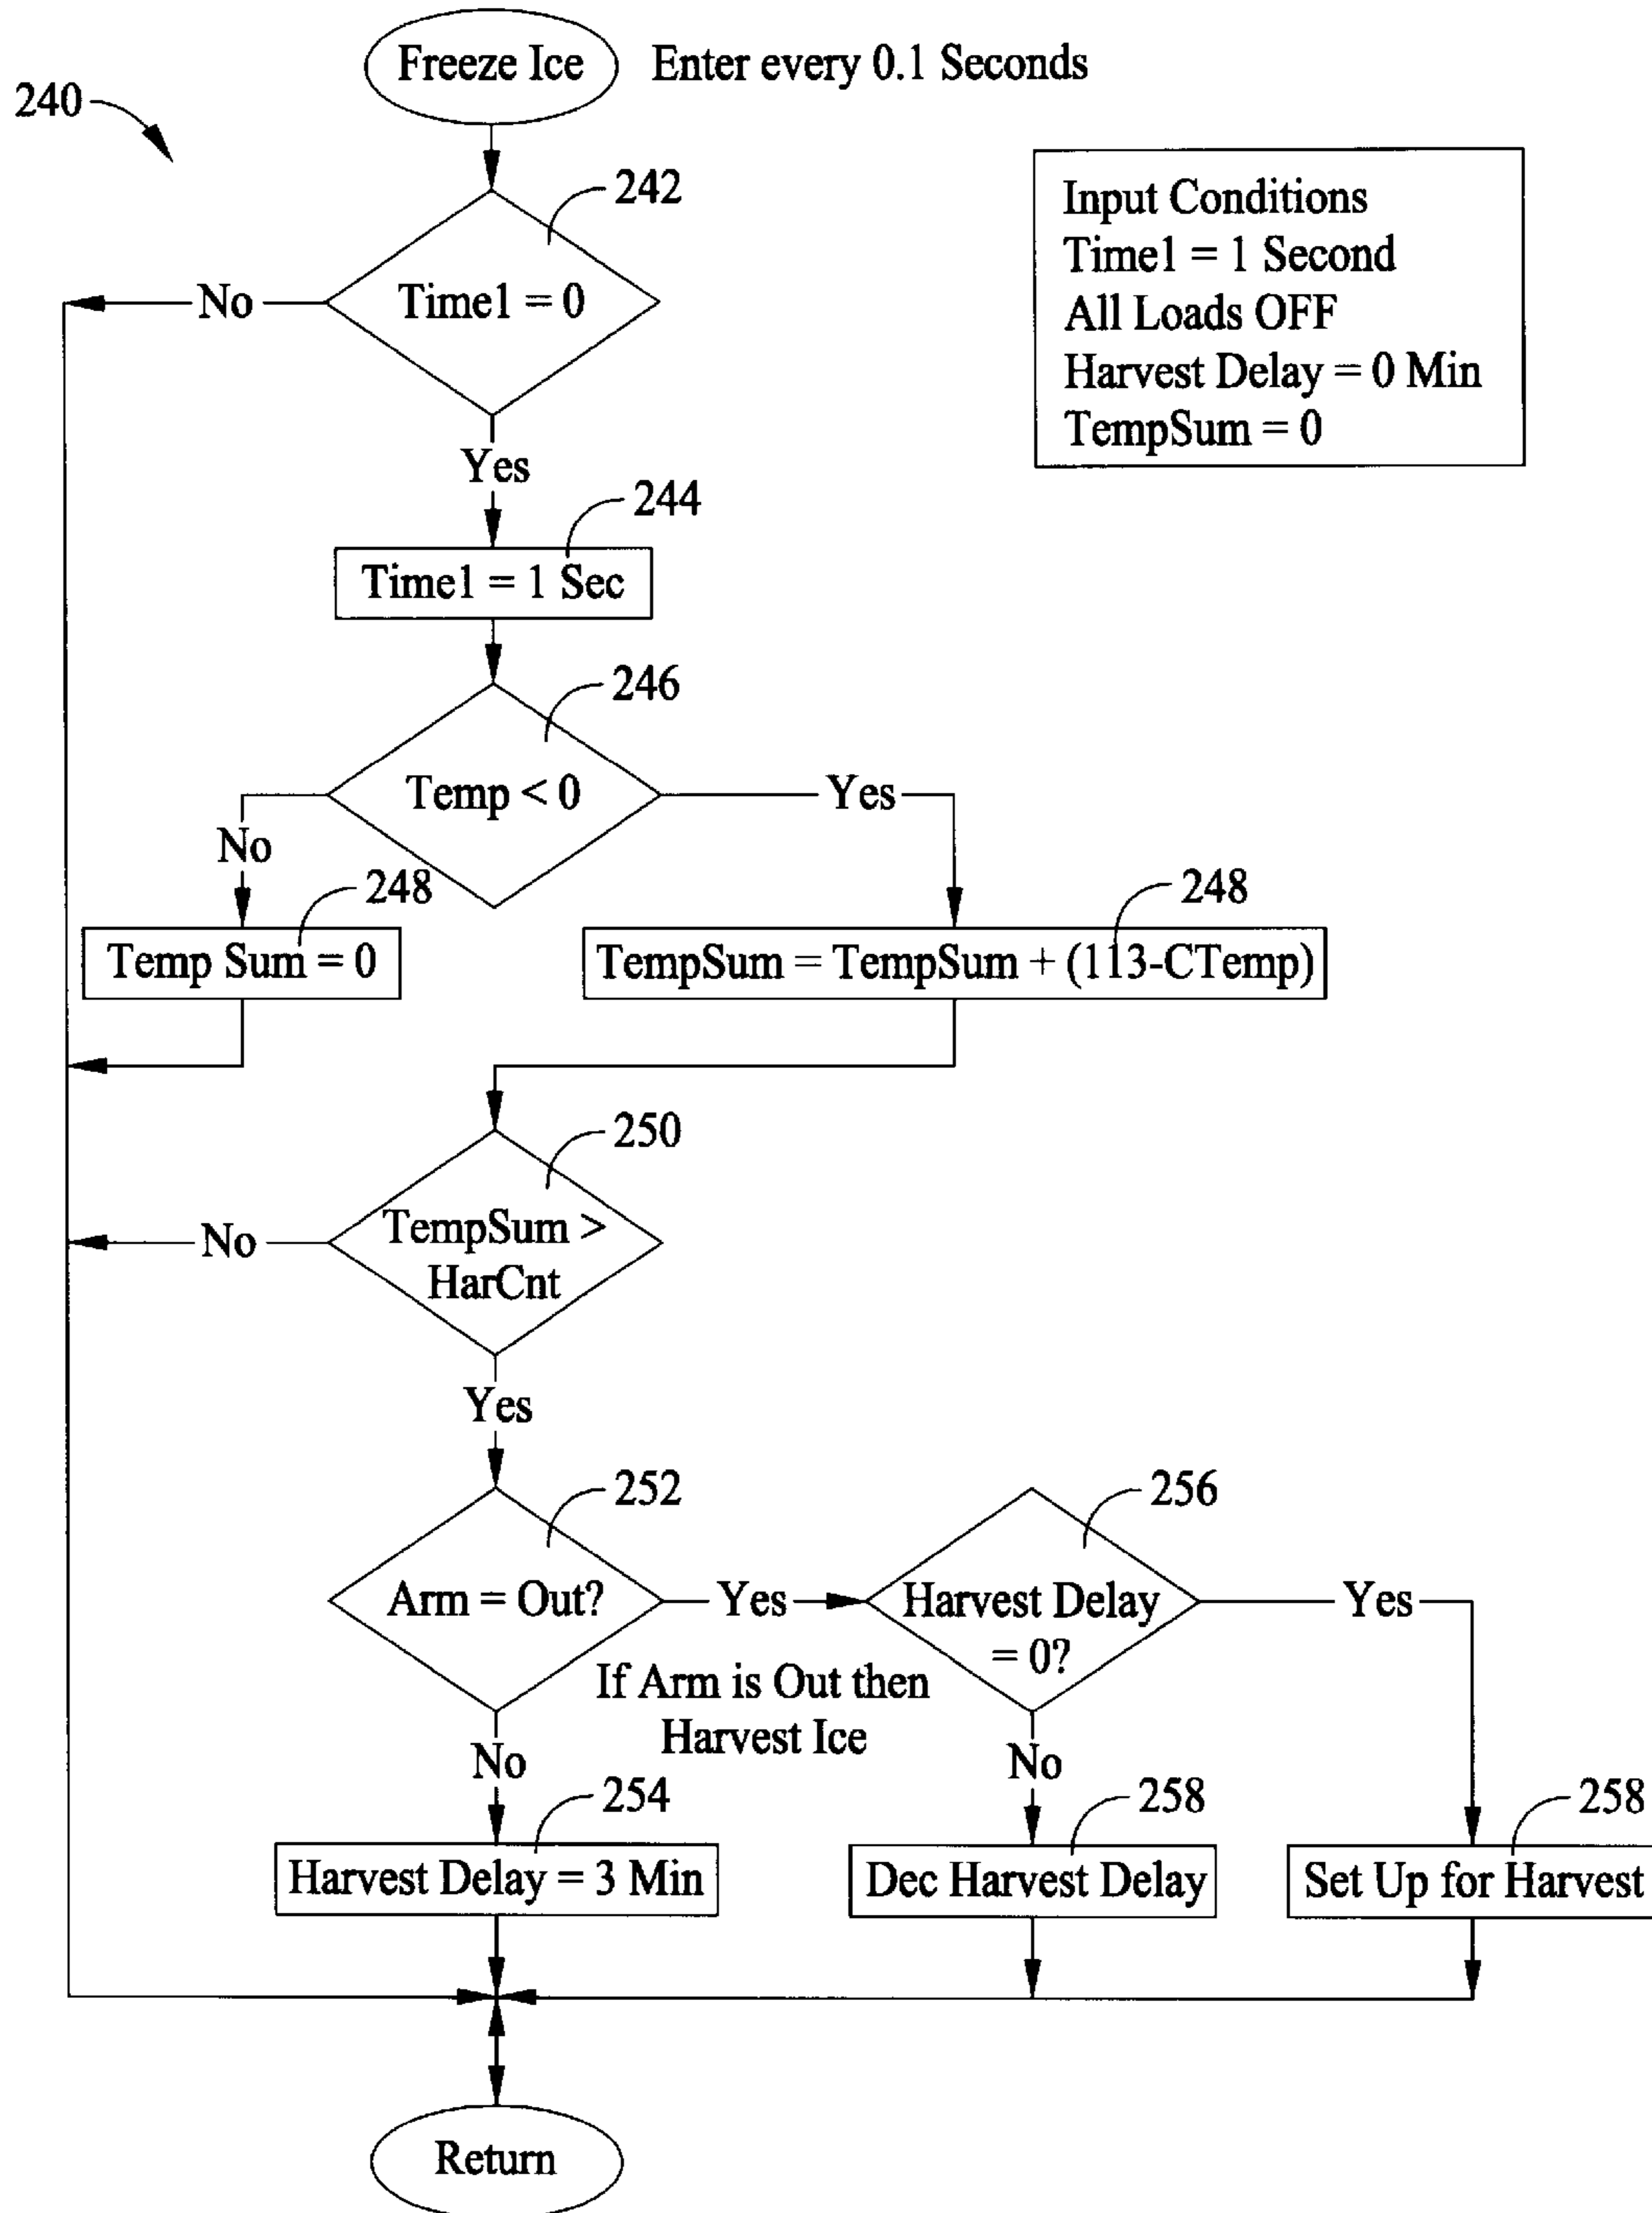 Freeze Ice
Enter every 0.1 Seconds
240
242
Input Conditions
Time1 = 1 Second
All Loads OFF
Harvest Delay = 0 Min
TempSum = 0
Time1 = 0
No
Yes
244
Time1 = 1 Sec
246
Temp < 0
Yes
No
248
248
Temp Sum = 0
TempSum = TempSum + (113-CTemp)
250
TempSum >
HarCnt
No
Yes
252
256
Arm = Out?
Yes
Harvest Delay
= 0?
Yes
If Arm is Out then
Harvest Ice
No
No
254
258
258
Harvest Delay = 3 Min
Dec Harvest Delay
Set Up for Harvest
Return